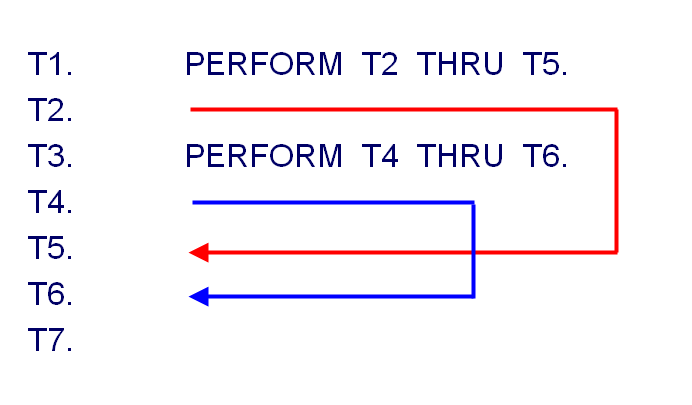 T1. PERFORM T2 THRU T5.
T2.
T3. PERFORM T4 THRU T6.
T4.
T5.
T6.
T7.